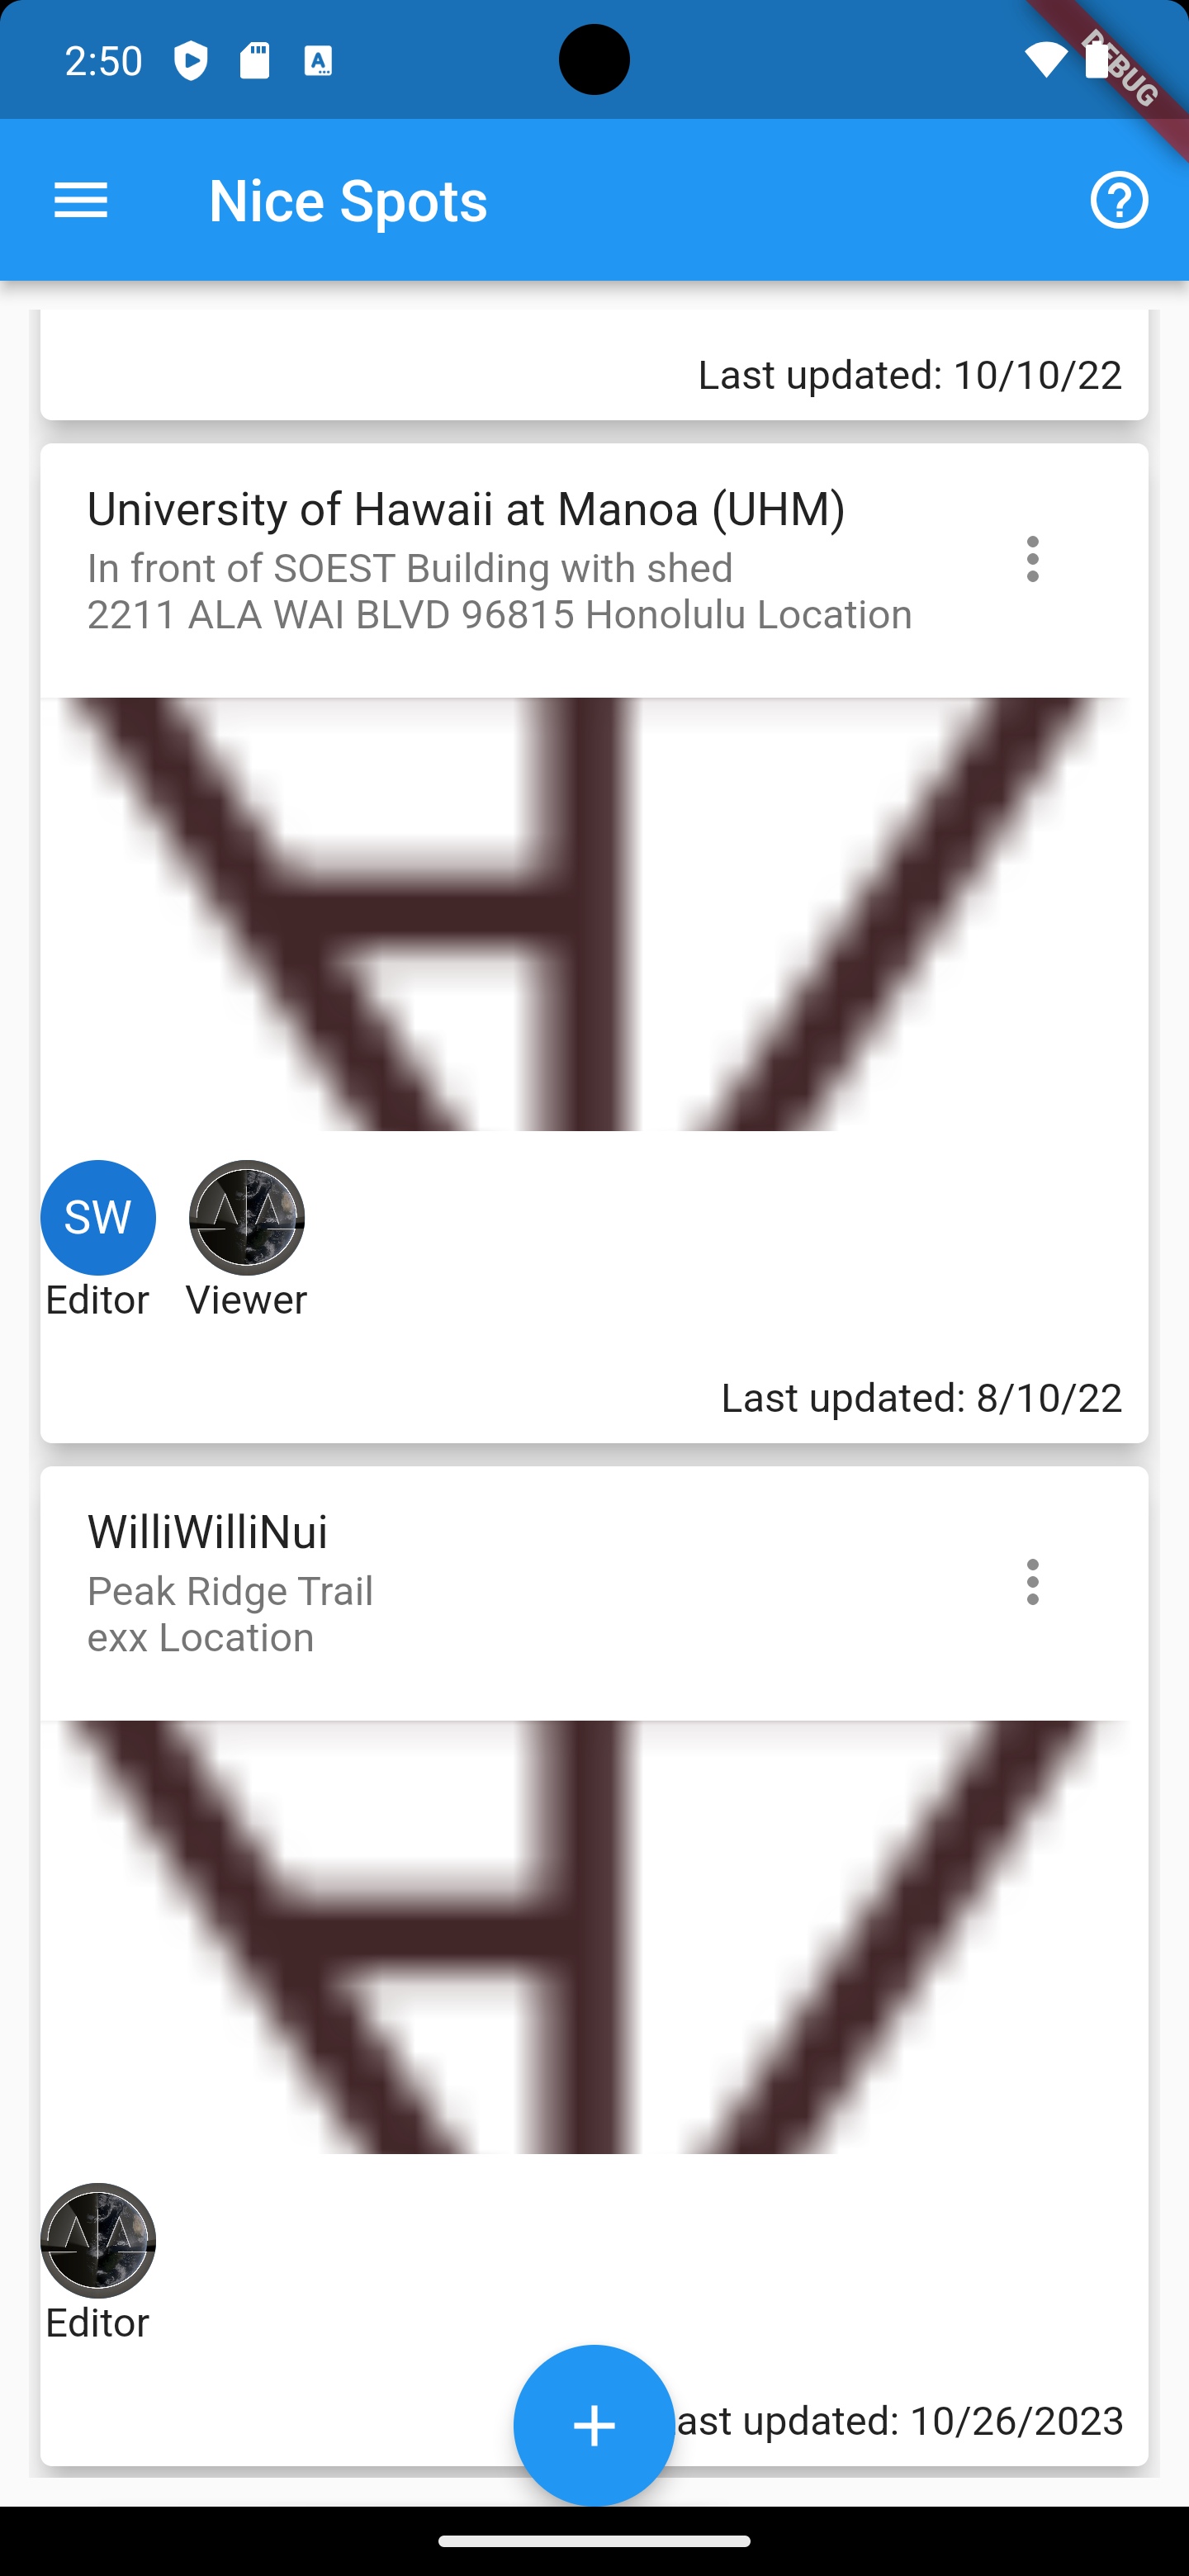 2:50
DEBUG
Nice Spots
Last updated: 10/10/22
University of Hawaii at Manoa (UHM)
In front of SOEST Building with shed
2211 ALA WAI BLVD 96815 Honolulu Location
SW
Editor
Viewer
Last updated: 8/10/22
WilliWilliNui
Peak Ridge Trail
exx Location
Editor
ast updated: 10/26/2023